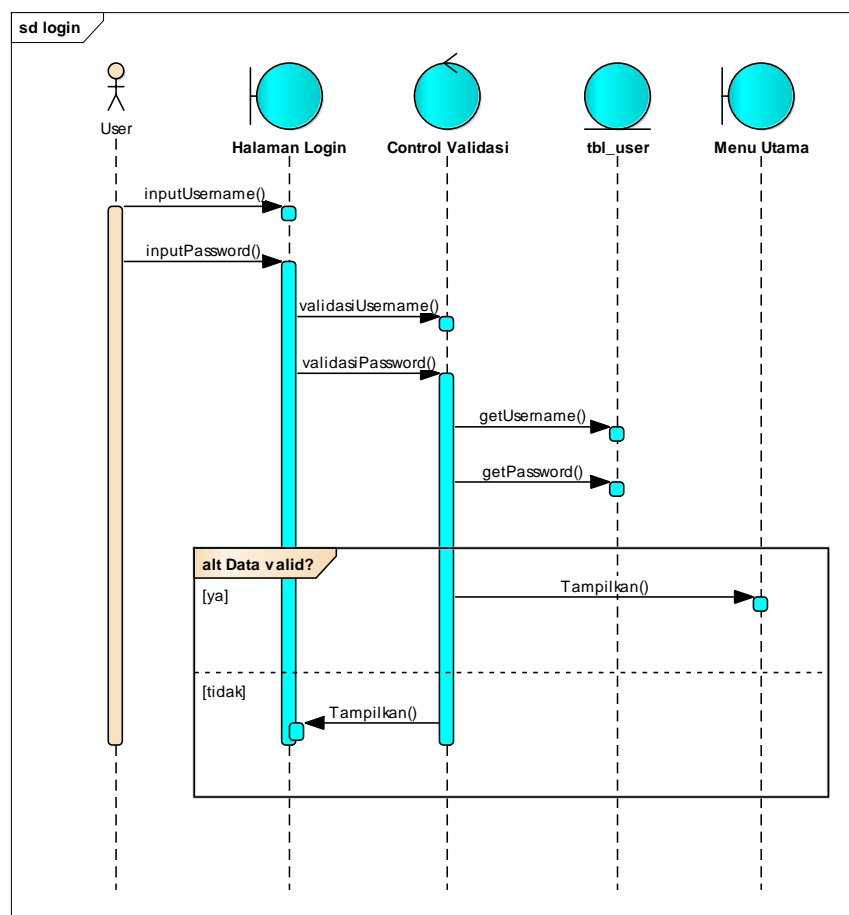 sd login
User
Halaman Login
Control Validasi
tbl_user
Menu Utama
inputUsername()
inputPassword()
validasiUsername()
validasiPassword()
getUsername()
getPassword()
alt Data valid?
[ya]
Tampilkan()
[tidak]
Tampilkan()